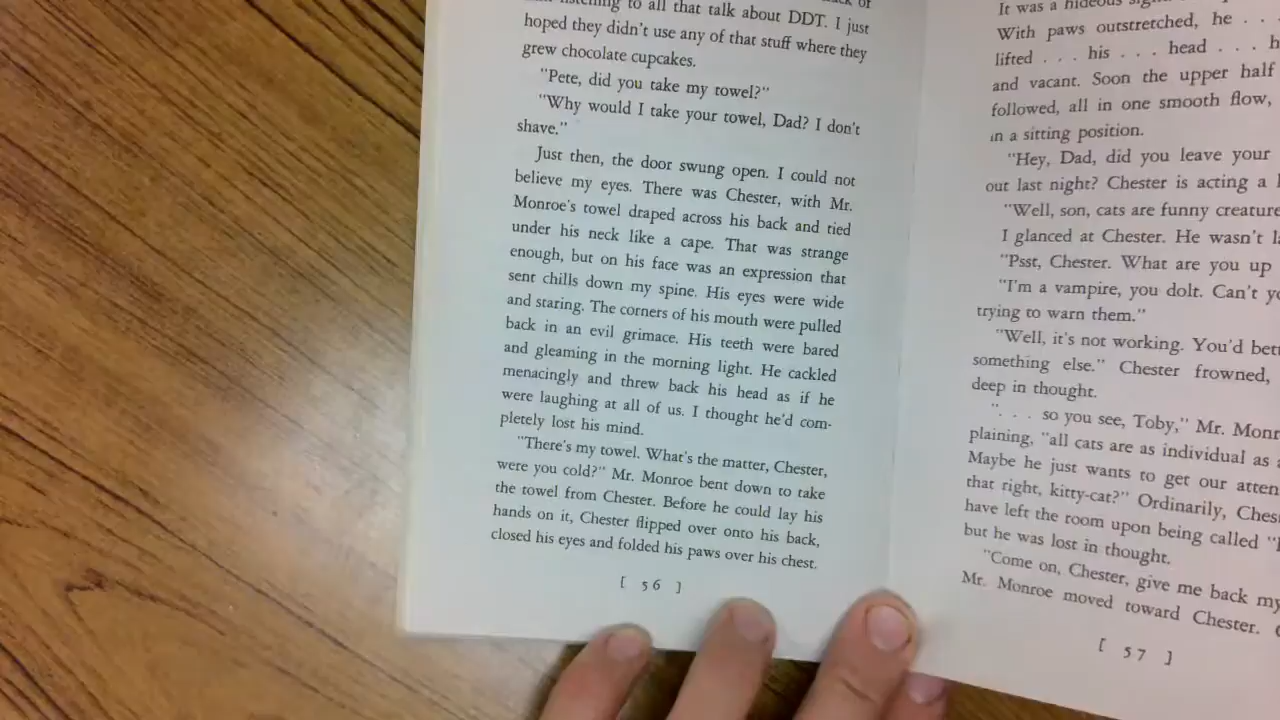 listening to all that talk about DDT. I just
hoped they didn't use any of that stuff where they
grew chocolate cupcakes.
"Pete, did you take my towel?"
"Why would I take your towel, Dad? I don't
shave."
Just then, the door swung open. I could not
believe my eyes. There was Chester, with Mr.
Monroe's towel draped across his back and tied
under his neck like a cape. That was strange
enough, but on his face was an expression that
sent chills down my spine. His eyes were wide
and staring. The corners of his mouth were pulled
back in an evil grimace. His teeth were bared
and gleaming in the morning light. He cackled
menacingly and threw back his head as if he
were laughing at all of us. I thought he'd com-
pletely lost his mind.
"There's my towel. What's the matter, Chester,
were you cold?" Mr. Monroe bent down to take
the towel from Chester. Before he could lay his
hands on it, Chester flipped over onto his back,
closed his eyes and folded his paws over his chest.
[ 56 ]
It was a hideous
With paws outstretched, he . . .
lifted . . . his . . . head . . .
and vacant. Soon the upper half
followed, all in one smooth flow,
in a sitting position.
"Hey, Dad, did you leave your
out last night? Chester is acting a
"Well, son, cats are funny
I glanced at Chester. He wasn't
"Psst, Chester. What are you up
"I'm a vampire, you dolt. Can't
trying to warn them."
"Well, it's not working. You'd
something else." Chester frowned,
deep in thought.
". . . so you see, Toby," Mr.
plaining, "all cats are as individual as
Maybe he just wants to get our
that right, kitty-cat?" Ordinarily,
have left the room upon being called
but he was lost in thought.
"Come on, Chester, give me back my
Mr. Monroe moved toward Chester.
[ 57 ]